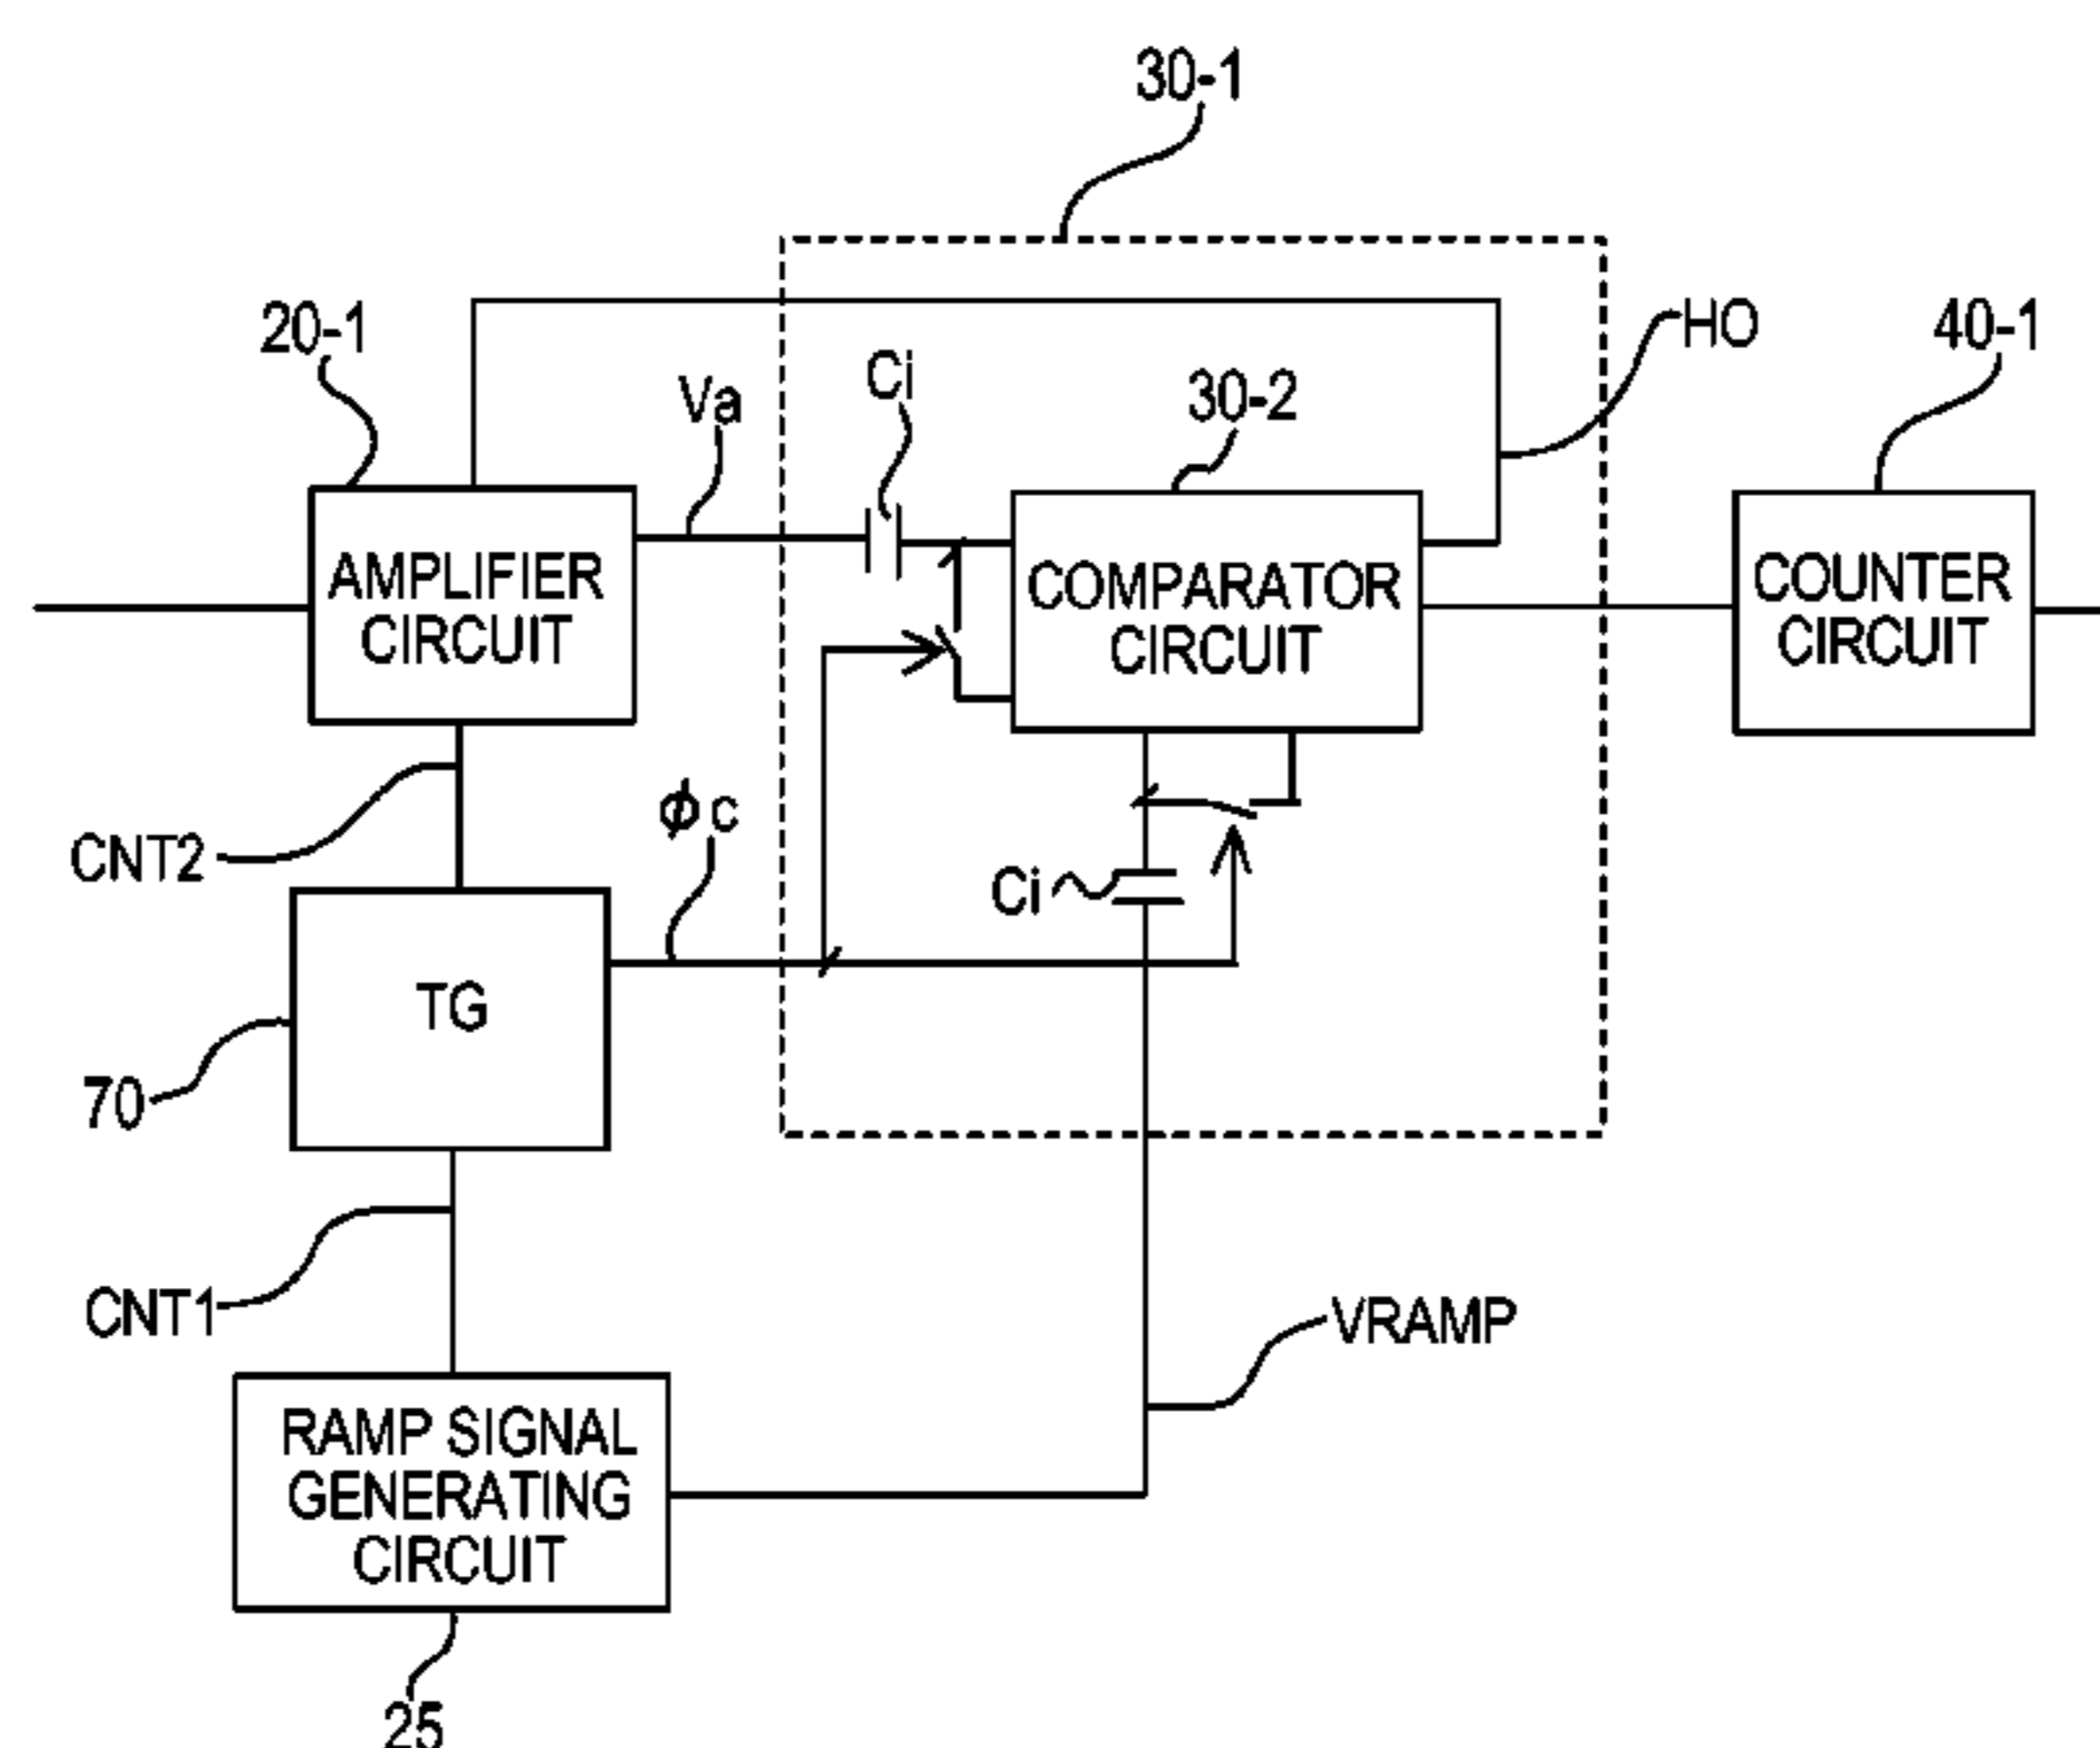 30-1
20-1
HO
40-1
Ci
Va
30-2
AMPLIFIER
CIRCUIT
COMPARATOR
CIRCUIT
COUNTER
CIRCUIT
CNT2
ϕc
Ci
TG
70
CNT1
VRAMP
RAMP SIGNAL
GENERATING
CIRCUIT
25